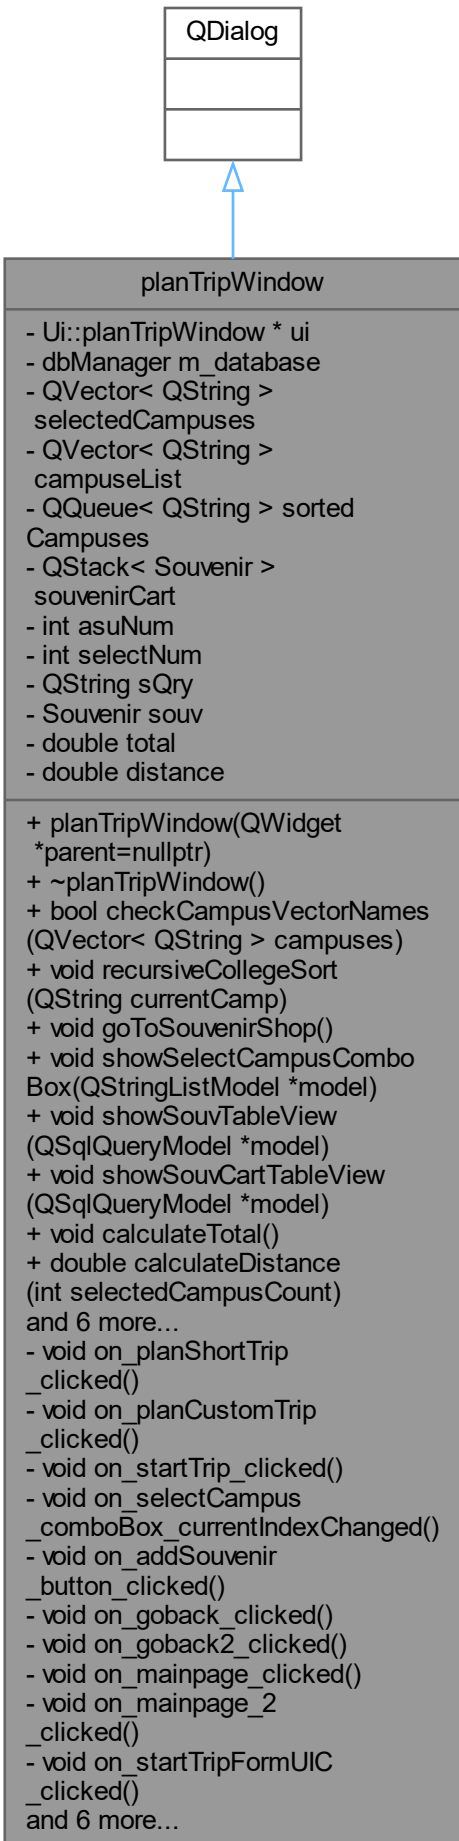 QDialog
planTripWindow
- Ui::planTripWindow * ui
- dbManager m_database
- QVector< QString >
selectedCampuses
- QVector< QString >
campuseList
- QQueue< QString > sorted
Campuses
- QStack< Souvenir >
souvenirCart
- int asuNum
- int selectNum
- QString sQry
- Souvenir souv
- double total
- double distance
+ planTripWindow(QWidget
*parent=nullptr)
+ ~planTripWindow()
+ bool checkCampusVectorNames
(QVector< QString > campuses)
+ void recursiveCollegeSort
(QString currentCamp)
+ void goToSouvenirShop()
+ void showSelectCampusCombo
Box(QStringListModel *model)
+ void showSouvTableView
(QSqlQueryModel *model)
+ void showSouvCartTableView
(QSqlQueryModel *model)
+ void calculateTotal()
+ double calculateDistance
(int selectedCampusCount)
and 6 more...
- void on_planShortTrip
_clicked()
- void on_planCustomTrip
_clicked()
- void on_startTrip_clicked()
- void on_selectCampus
_comboBox_currentIndexChanged()
- void on_addSouvenir
_button_clicked()
- void on_goback_clicked()
- void on_goback2_clicked()
- void on_mainpage_clicked()
- void on_mainpage_2
_clicked()
- void on_startTripFormUIC
_clicked()
and 6 more...